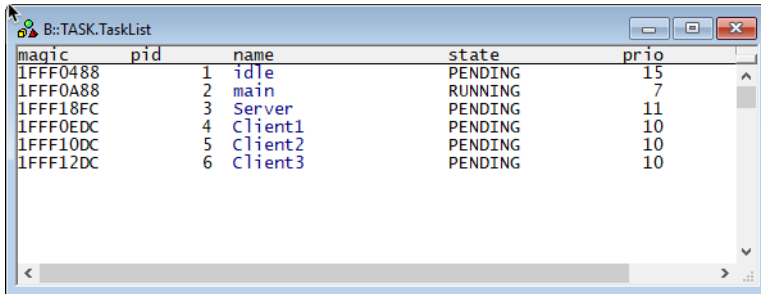 B::TASK.TaskList
magic pid name state prio
1FFF0488 1 idle PENDING 15
1FFF0A88 2 main RUNNING 7
1FFF18FC 3 Server PENDING 11
1FFF0EDC 4 Client1 PENDING 10
1FFF10DC 5 Client2 PENDING 10
1FFF12DC 6 Client3 PENDING 10